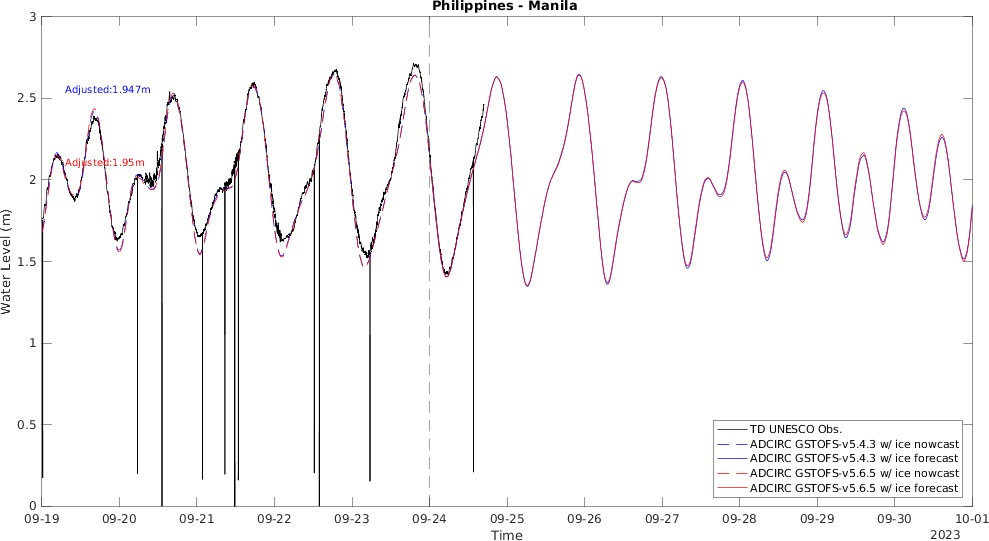 Philippines - Manila
3
2.5
2
1.5
1
0.5
0
Water Level (m)
Adjusted:1.947m
Adjusted:1.95m
TD UNESCO Obs.
ADCIRC GSTOFS-v5.4.3 w/ ice nowcast
ADCIRC GSTOFS-v5.4.3 w/ ice forecast
ADCIRC GSTOFS-v5.6.5 w/ ice nowcast
ADCIRC GSTOFS-v5.6.5 w/ ice forecast
09-19 09-20 09-21 09-22 09-23 09-24 09-25 09-26 09-27 09-28 09-29 09-30 10-01
Time
2023